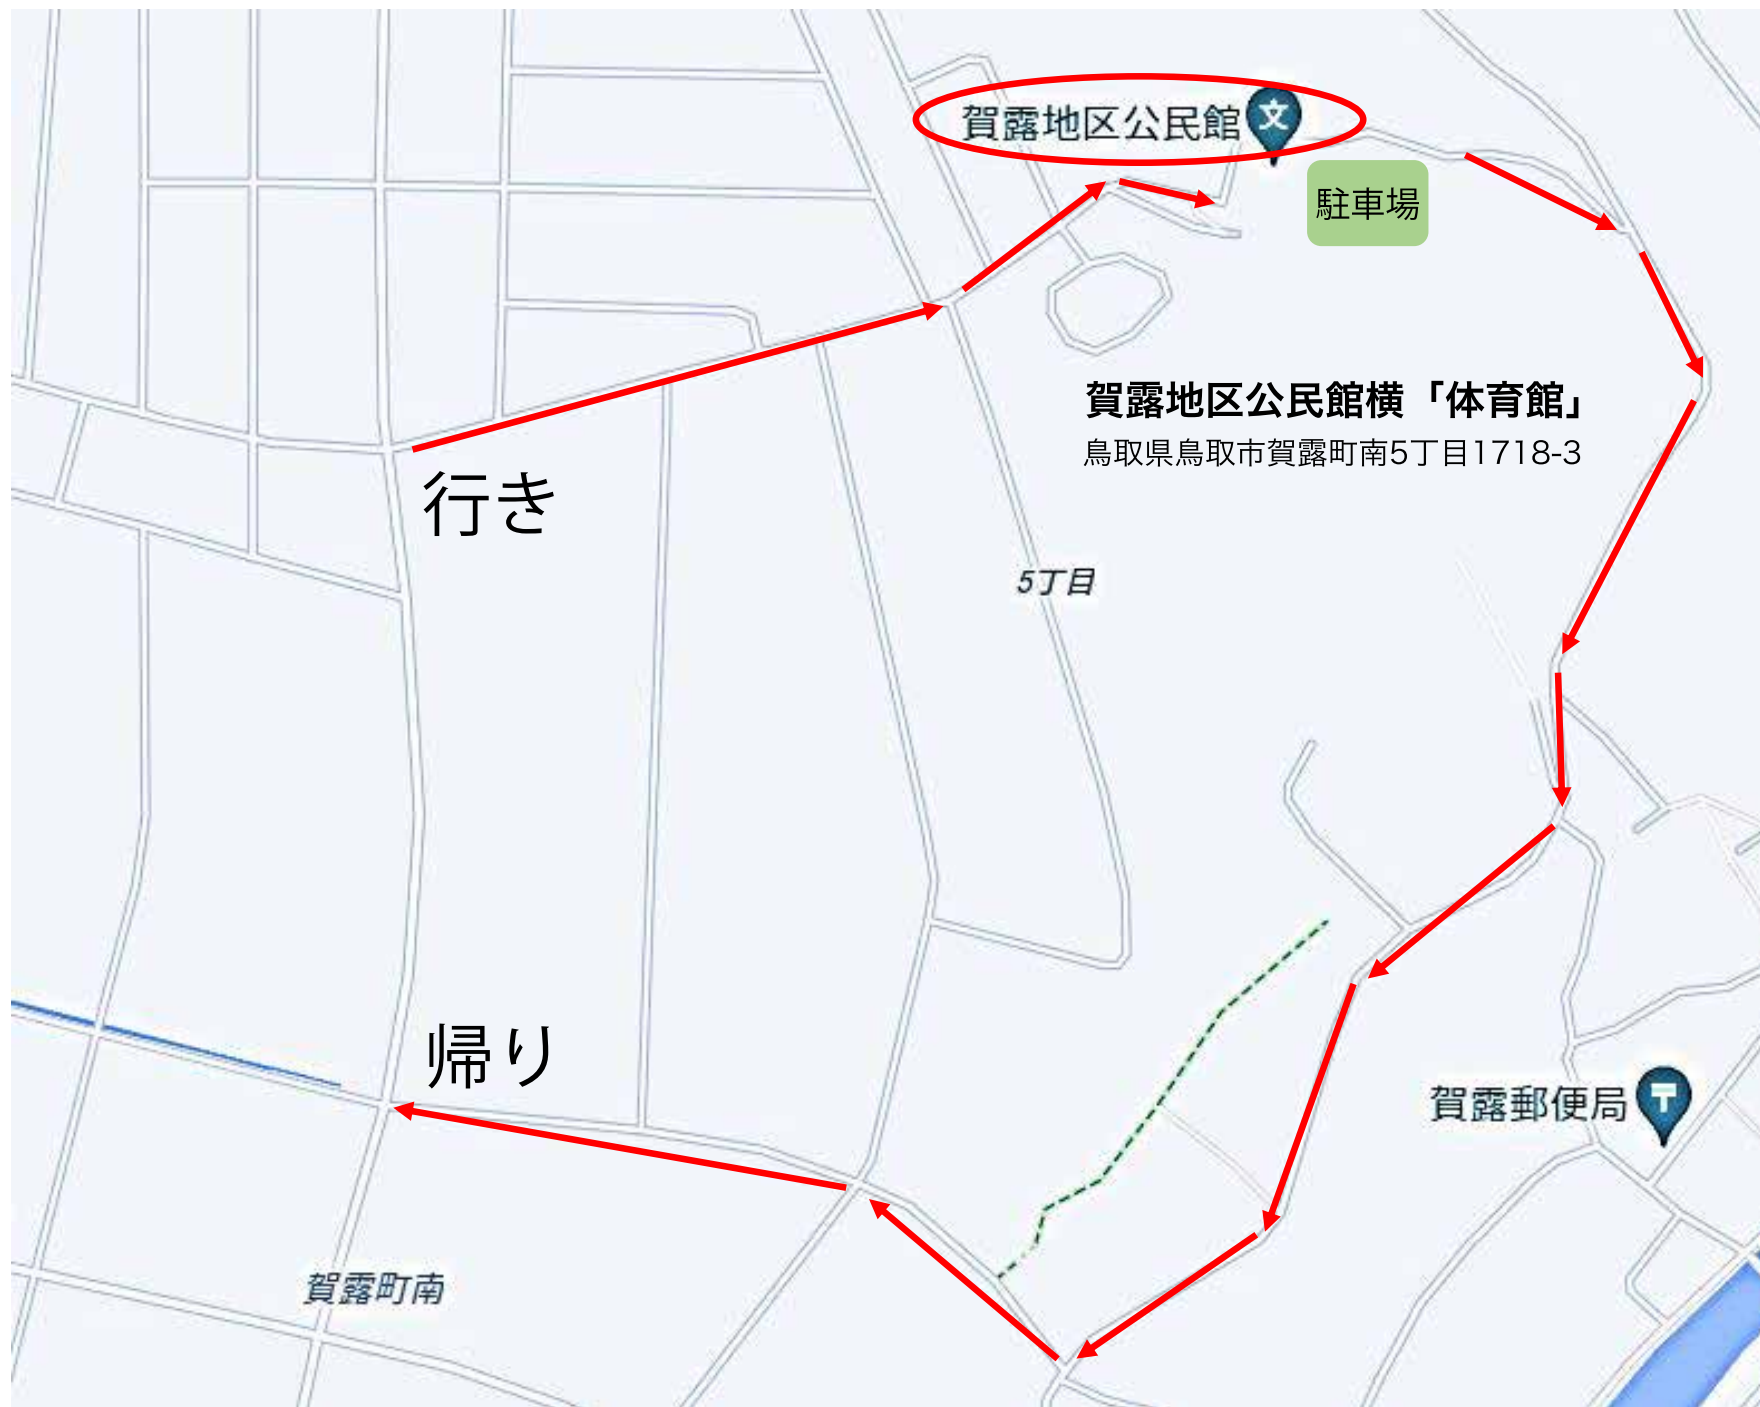 賀露地区公民館
文
駐車場
賀露地区公民館横「体育館」
鳥取県鳥取市賀露町南5丁目1718-3
行き
5丁目
帰り
賀露郵便局
〒
賀露町南